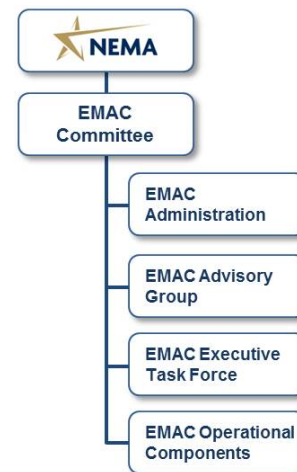 NEMA
EMAC
Committee
EMAC
Administration
EMAC Advisory
Group
EMAC Executive
Task Force
EMAC Operational
Components